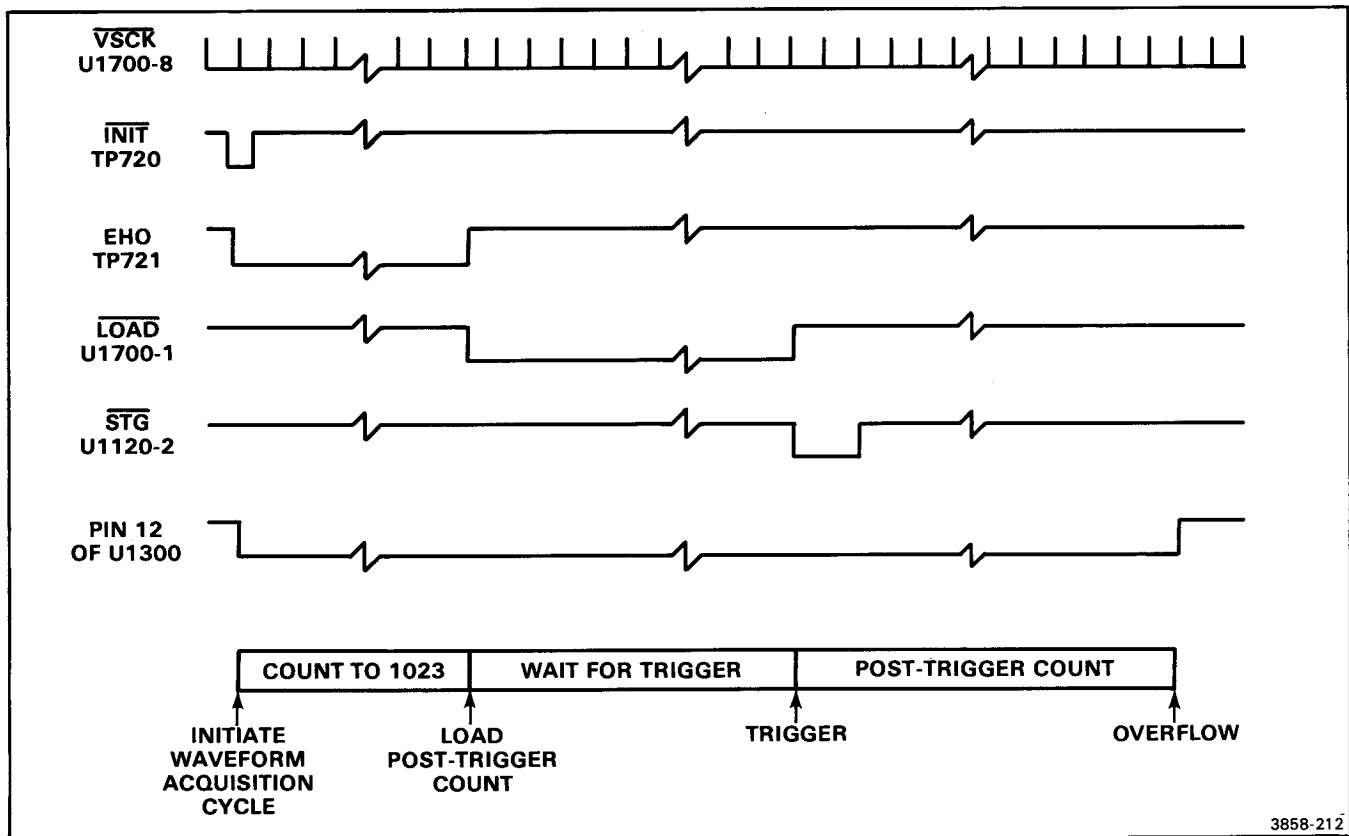 VSCK
U1700-8
INIT
TP720
EHO
TP721
LOAD
U1700-1
STG
U1120-2
PIN 12
OF U1300
COUNT TO 1023
WAIT FOR TRIGGER
POST-TRIGGER COUNT
INITIATE
WAVEFORM
ACQUISITION
CYCLE
LOAD
POST-TRIGGER
COUNT
TRIGGER
OVERFLOW
3858-212